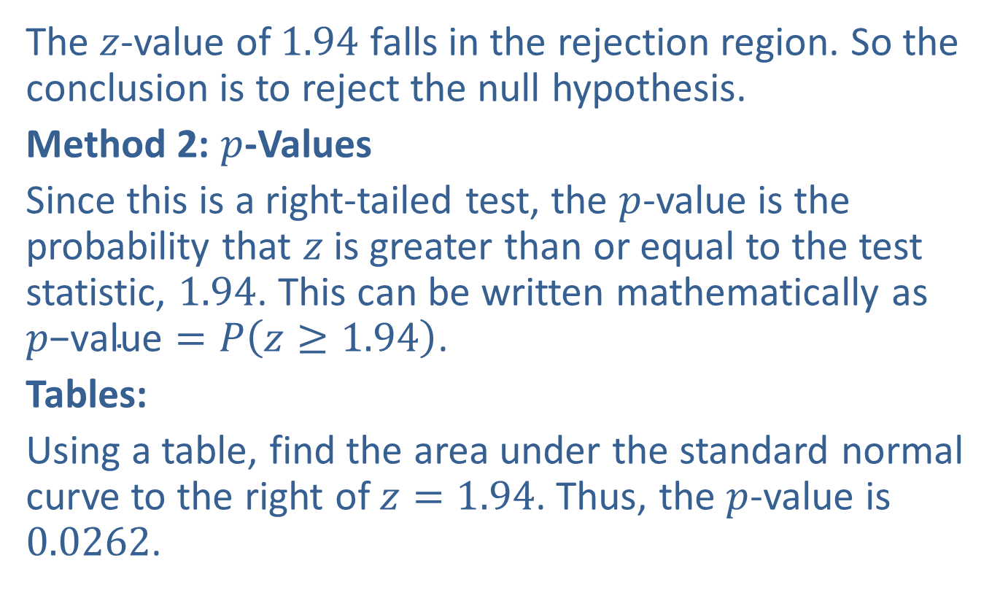 The z-value of 1.94 falls in the rejection region. So the
conclusion is to reject the null hypothesis.
Method 2: p-Values
Since this is a right-tailed test, the p-value is the
probability that z is greater than or equal to the test
statistic, 1.94. This can be written mathematically as
p−value = P(z ≥ 1.94).
Tables:
Using a table, find the area under the standard normal
curve to the right of z = 1.94. Thus, the p-value is
0.0262.